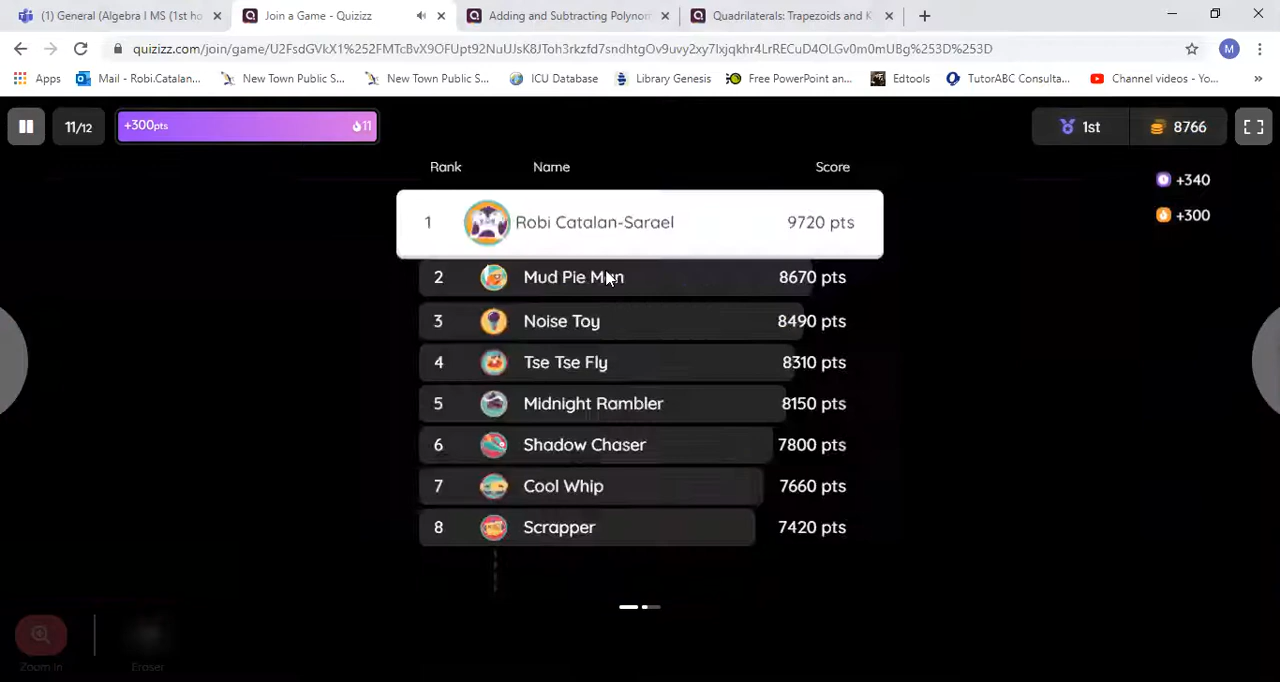 (1) General (Algebra I MS (1st ho
Join a Game - Quizizz
Adding and Subtracting Polynom
Quadrilaterals: Trapezoids and K
quizizz.com/join/game/U2FsdGVkX1%252FMTcBvX9OFUpt92NuUJsK8JToh3rkzfd7sndhtgOv9uvy2xy7lxjqkhr4LrRECuD4OLGv0m0mUBg%253D%253D
M
Apps
Mail - Robi.Catalan...
New Town Public S...
New Town Public S...
ICU Database
Library Genesis
Free PowerPoint an...
Edtools
TutorABC Consulta...
Channel videos - Yo...
11/12
+300pts
11
1st
8766
Rank Name Score
+340
+300
1 Robi Catalan-Sarael 9720 pts
2 Mud Pie Man 8670 pts
3 Noise Toy 8490 pts
4 Tse Tse Fly 8310 pts
5 Midnight Rambler 8150 pts
6 Shadow Chaser 7800 pts
7 Cool Whip 7660 pts
8 Scrapper 7420 pts
Zoom In
Eraser